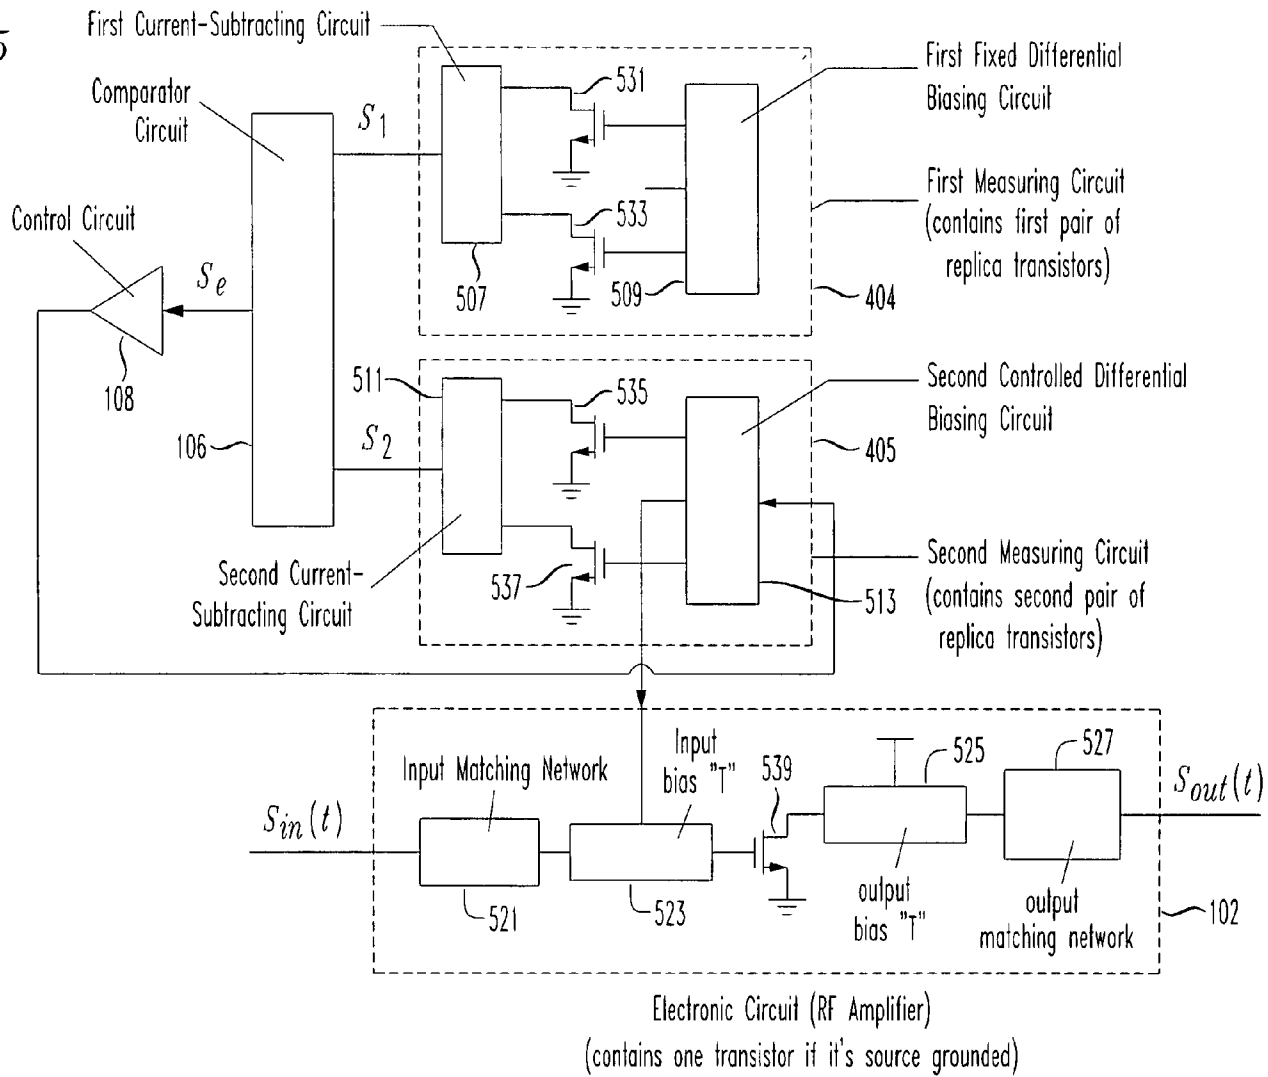 5
First Current-Subtracting Circuit
Comparator
Circuit
S1
531
First Fixed Differential
Biasing Circuit
Control Circuit
533
First Measuring Circuit
(contains first pair of
replica transistors)
Se
507
509
404
108
511
535
Second Controlled Differential
Biasing Circuit
106
S2
405
Second Current-
Subtracting Circuit
537
513
Second Measuring Circuit
(contains second pair of
replica transistors)
Input Matching Network
Input
bias "T"
539
525
527
Sin(t)
Sout(t)
521
523
output
bias "T"
output
matching network
102
Electronic Circuit (RF Amplifier)
(contains one transistor if it's source grounded)